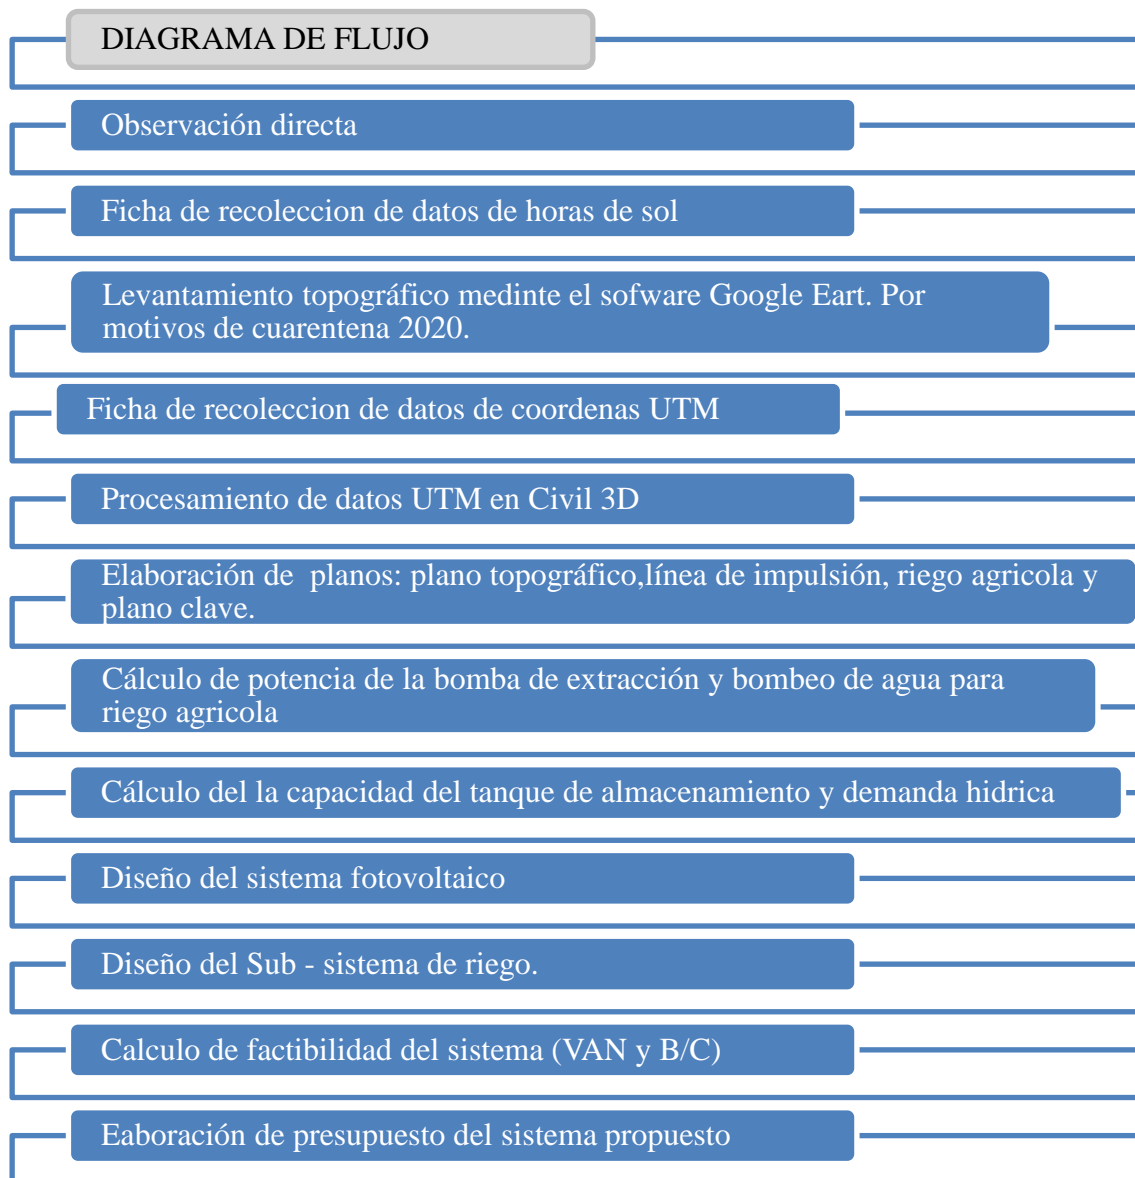 DIAGRAMA DE FLUJO
Observación directa
Ficha de recoleccion de datos de horas de sol
Levantamiento topográfico medinte el sofware Google Eart. Por
motivos de cuarentena 2020.
Ficha de recoleccion de datos de coordenas UTM
Procesamiento de datos UTM en Civil 3D
Elaboración de  planos: plano topográfico,línea de impulsión, riego agricola y
plano clave.
Cálculo de potencia de la bomba de extracción y bombeo de agua para
riego agricola
Cálculo del la capacidad del tanque de almacenamiento y demanda hidrica
Diseño del sistema fotovoltaico
Diseño del Sub - sistema de riego.
Calculo de factibilidad del sistema (VAN y B/C)
Eaboración de presupuesto del sistema propuesto